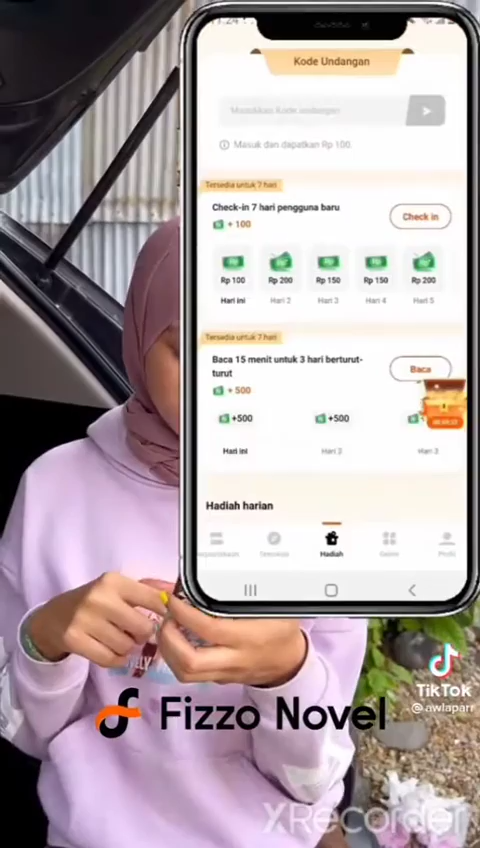 11:24
Kode Undangan
Masukkan Kode undangan
Masuk dan dapatkan Rp 100
Tersedia untuk 7 hari
Check-in 7 hari pengguna baru
Check in
+ 100
Rp 100 Rp 200 Rp 150 Rp 150 Rp 200
Hari ini Hari 2 Hari 3 Hari 4 Hari 5
Tersedia untuk 7 hari
Baca 15 menit untuk 3 hari berturut-
turut
Baca
+ 500
+500 +500
Hari ini Hari 2 Hari 3
Hadiah harian
Hadiah
Profil
TikTok
@awlaparr
Fizzo Novel
XRecorder